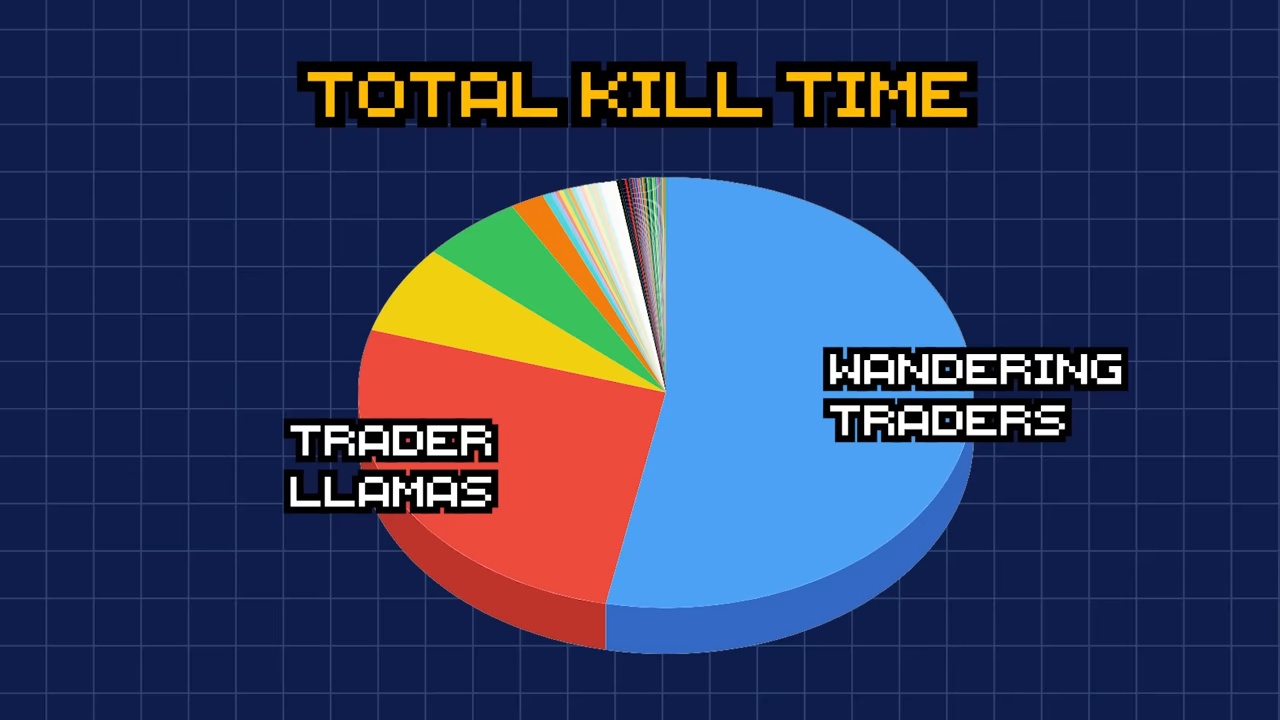 TOTAL KILL TIME
WANDERING
TRADERS
TRADER
LLAMAS